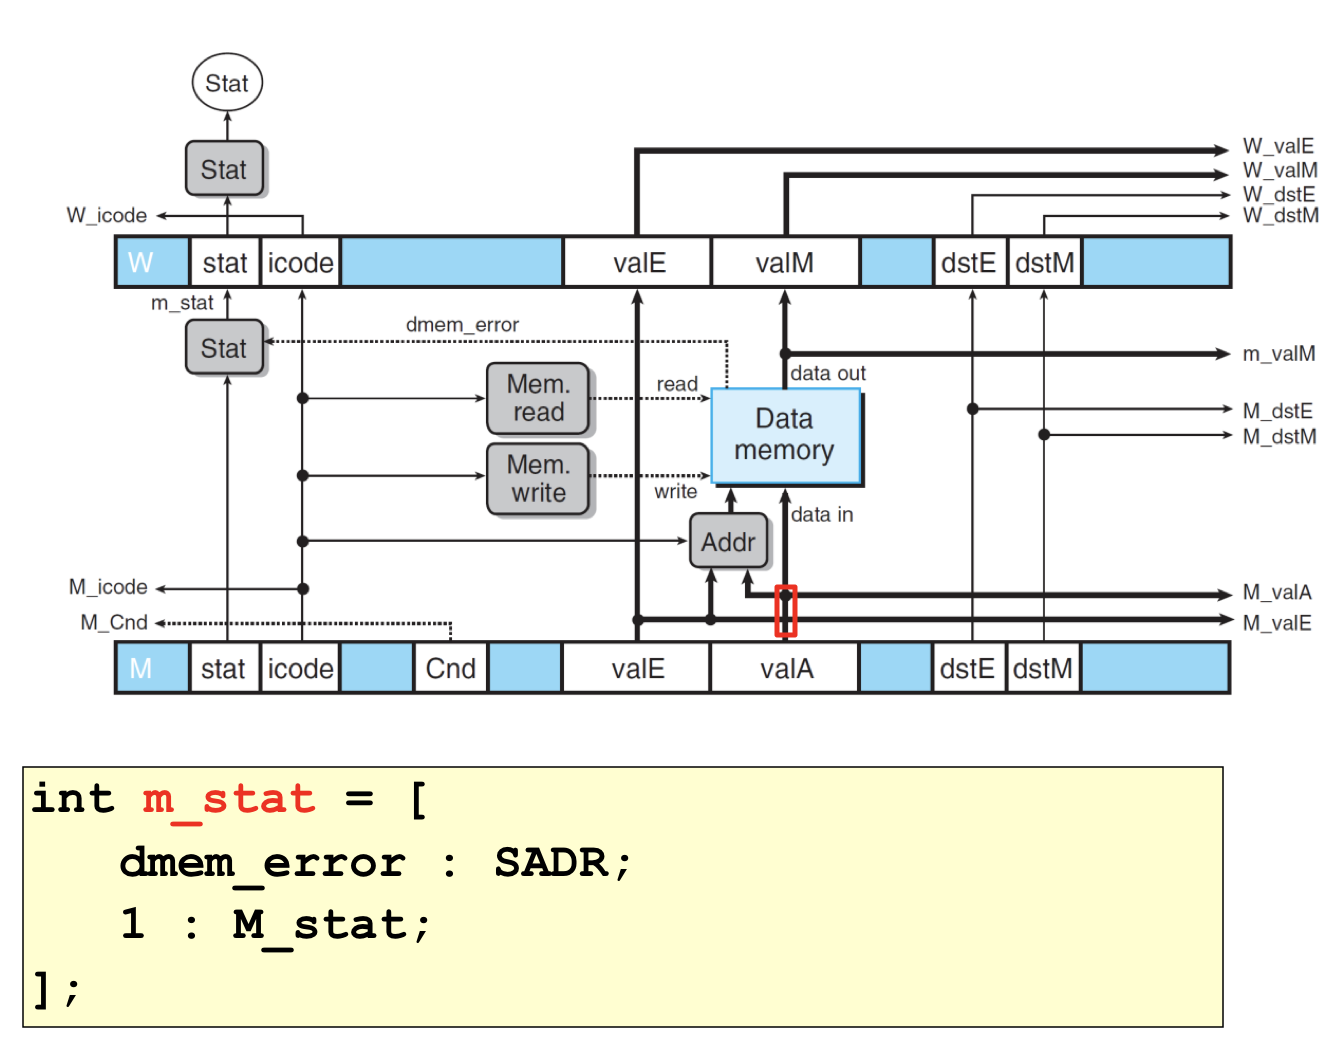 Stat
Stat
W_valE
W_valM
W_dstE
W_icode
W_dstM
W stat icode valE valM dstE dstM
m_stat
dmem_error
Stat
m_valM
data out
Mem.
read
read
Data
memory
M_dstE
M_dstM
Mem.
write
write
data in
Addr
M_icode
M_valA
M_Cnd
M_valE
M stat icode Cnd valE valA dstE dstM
int m_stat = [
dmem_error : SADR;
1 : M_stat;
];